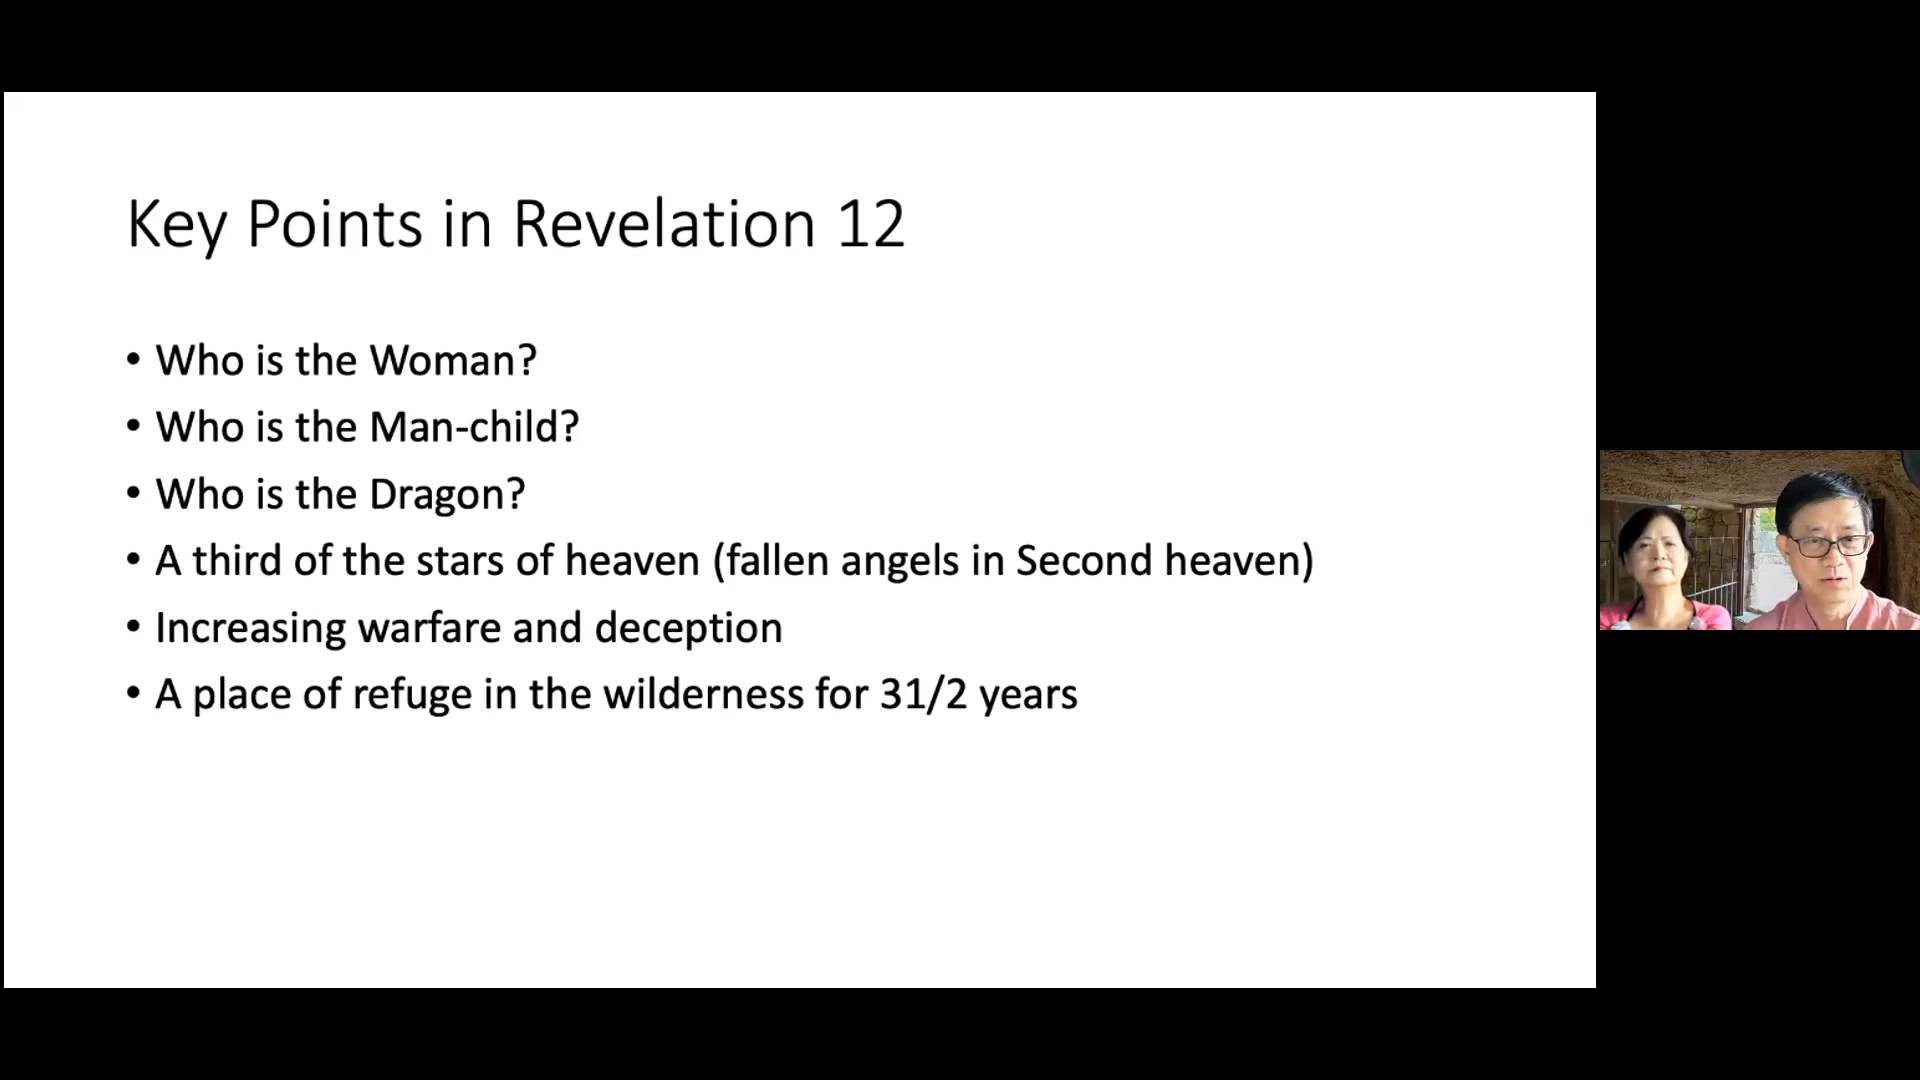 Key Points in Revelation 12
• Who is the Woman?
• Who is the Man-child?
• Who is the Dragon?
• A third of the stars of heaven (fallen angels in Second heaven)
• Increasing warfare and deception
• A place of refuge in the wilderness for 31/2 years